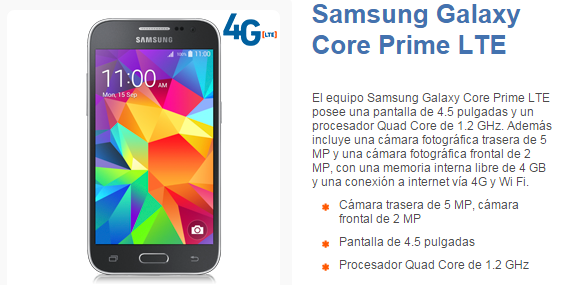 4G [LTE]
SAMSUNG
11:00
11:00
AM
Mon, 15 Sep
SAMSUNG
Samsung Galaxy
Core Prime LTE
El equipo Samsung Galaxy Core Prime LTE
posee una pantalla de 4.5 pulgadas y un
procesador Quad Core de 1.2 GHz. Además
incluye una cámara fotográfica trasera de 5
MP y una cámara fotográfica frontal de 2
MP, con una memoria interna libre de 4 GB
y una conexión a internet vía 4G y Wi Fi.
Cámara trasera de 5 MP, cámara
frontal de 2 MP
Pantalla de 4.5 pulgadas
Procesador Quad Core de 1.2 GHz